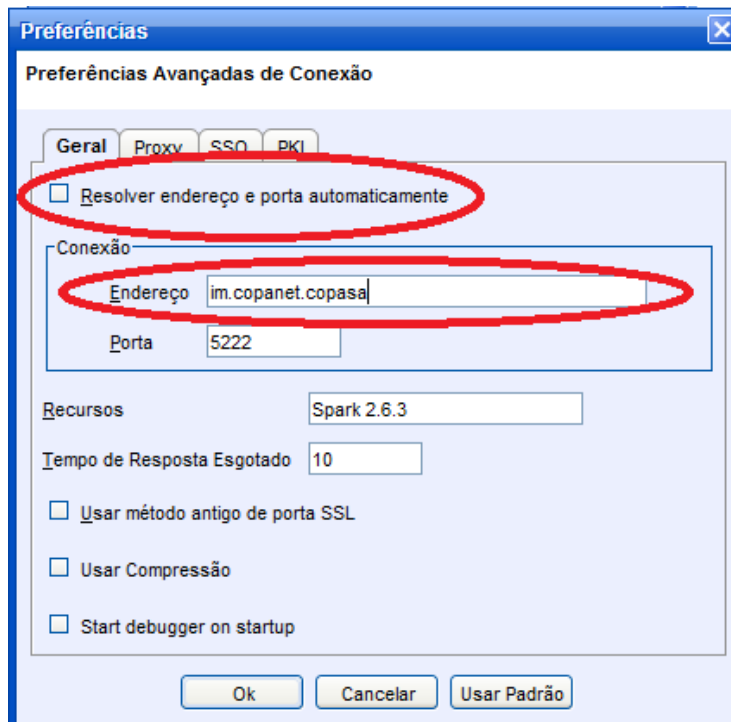 Preferências
Preferências Avançadas de Conexão
Geral Proxy SSO PKI
Resolver endereço e porta automaticamente
Conexão
Endereço im.copanet.copasa
Porta 5222
Recursos Spark 2.6.3
Tempo de Resposta Esgotado 10
Usar método antigo de porta SSL
Usar Compressão
Start debugger on startup
Ok Cancelar Usar Padrão